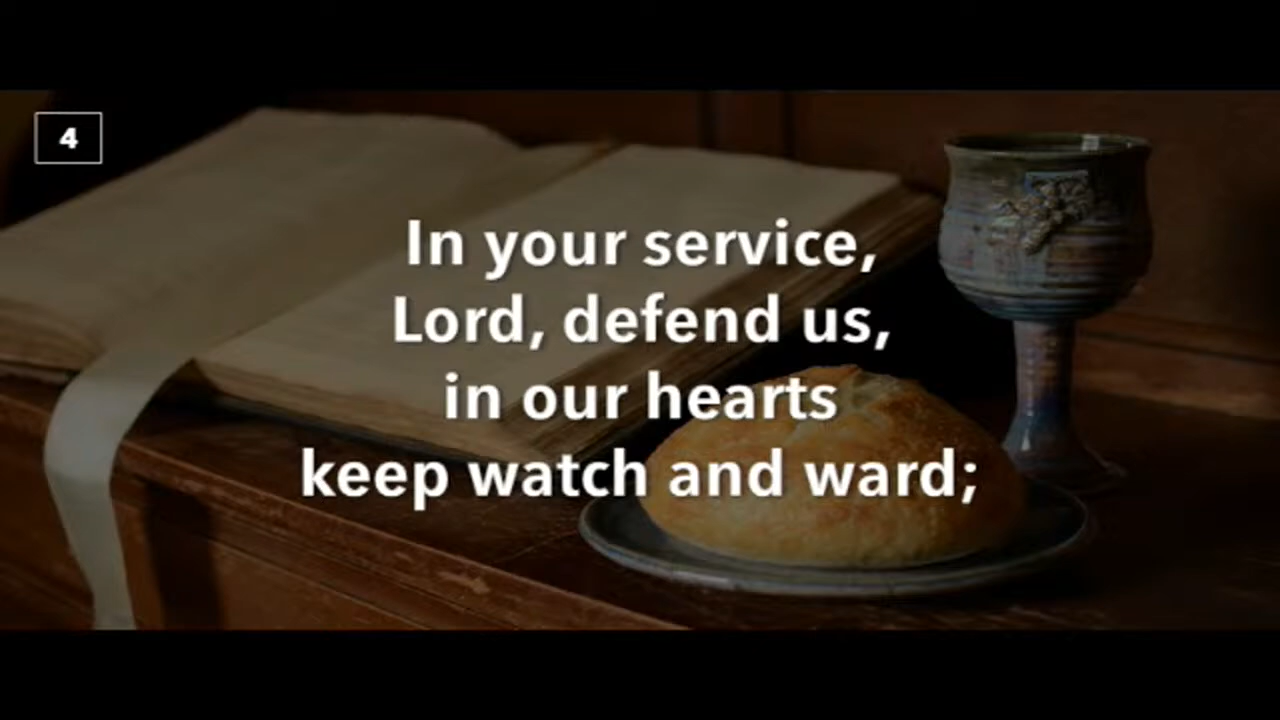 4
In your service,
Lord, defend us,
in our hearts
keep watch and ward;